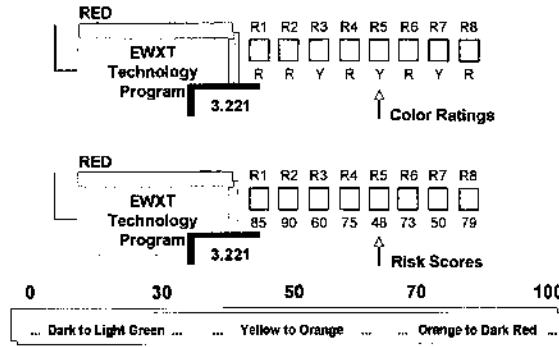 RED
EWXT
Technology
Program
3.221
R1 R2 R3 R4 R5 R6 R7 R8
R R Y R Y R Y R
Color Ratings
RED
EWXT
Technology
Program
3.221
R1 R2 R3 R4 R5 R6 R7 R8
85 90 60 75 48 73 50 79
Risk Scores
0 30 50 70 100
... Dark to Light Green ... ... Yellow to Orange ... ... Orange to Dark Red ...